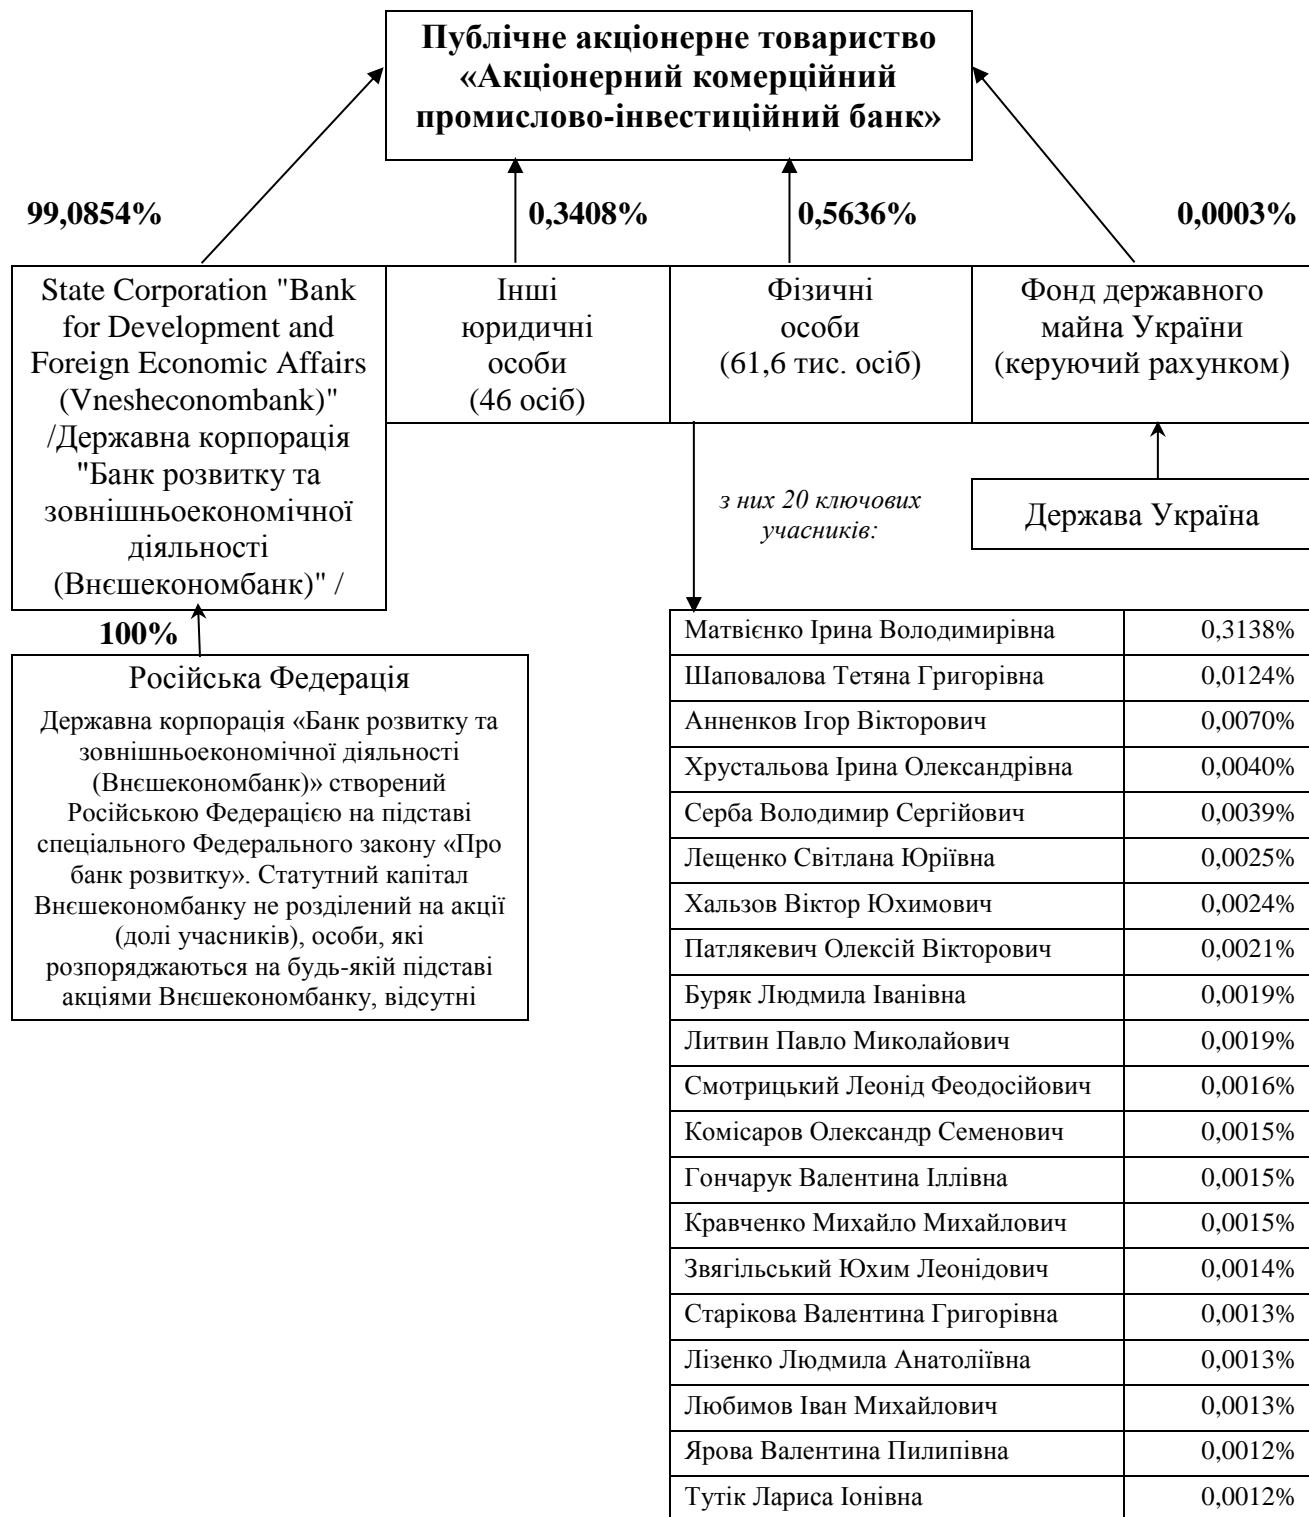 Публічне акціонерне товариство
«Акціонерний комерційний
промислово-інвестиційний банк»
99,0854%
0,3408%
0,5636%
0,0003%
State Corporation "Bank
for Development and
Foreign Economic Affairs
(Vnesheconombank)"
/Державна корпорація
"Банк розвитку та
зовнішньоекономічної
діяльності
(Внєшекономбанк)" /
Інші
юридичні
особи
(46 осіб)
Фізичні
особи
(61,6 тис. осіб)
Фонд державного
майна України
(керуючий рахунком)
з них 20 ключових
учасників:
Держава Україна
100%
Російська Федерація
Державна корпорація «Банк розвитку та
зовнішньоекономічної діяльності
(Внєшекономбанк)» створений
Російською Федерацією на підставі
спеціального Федерального закону «Про
банк розвитку». Статутний капітал
Внєшекономбанку не розділений на акції
(долі учасників), особи, які
розпоряджаються на будь-якій підставі
акціями Внєшекономбанку, відсутні
Матвієнко Ірина Володимирівна 0,3138%
Шаповалова Тетяна Григорівна 0,0124%
Анненков Ігор Вікторович 0,0070%
Хрустальова Ірина Олександрівна 0,0040%
Серба Володимир Сергійович 0,0039%
Лещенко Світлана Юріївна 0,0025%
Хальзов Віктор Юхимович 0,0024%
Патлякевич Олексій Вікторович 0,0021%
Буряк Людмила Іванівна 0,0019%
Литвин Павло Миколайович 0,0019%
Смотрицький Леонід Феодосійович 0,0016%
Комісаров Олександр Семенович 0,0015%
Гончарук Валентина Іллівна 0,0015%
Кравченко Михайло Михайлович 0,0015%
Звягільський Юхим Леонідович 0,0014%
Старікова Валентина Григорівна 0,0013%
Лізенко Людмила Анатоліївна 0,0013%
Любимов Іван Михайлович 0,0013%
Ярова Валентина Пилипівна 0,0012%
Тутік Лариса Іонівна 0,0012%